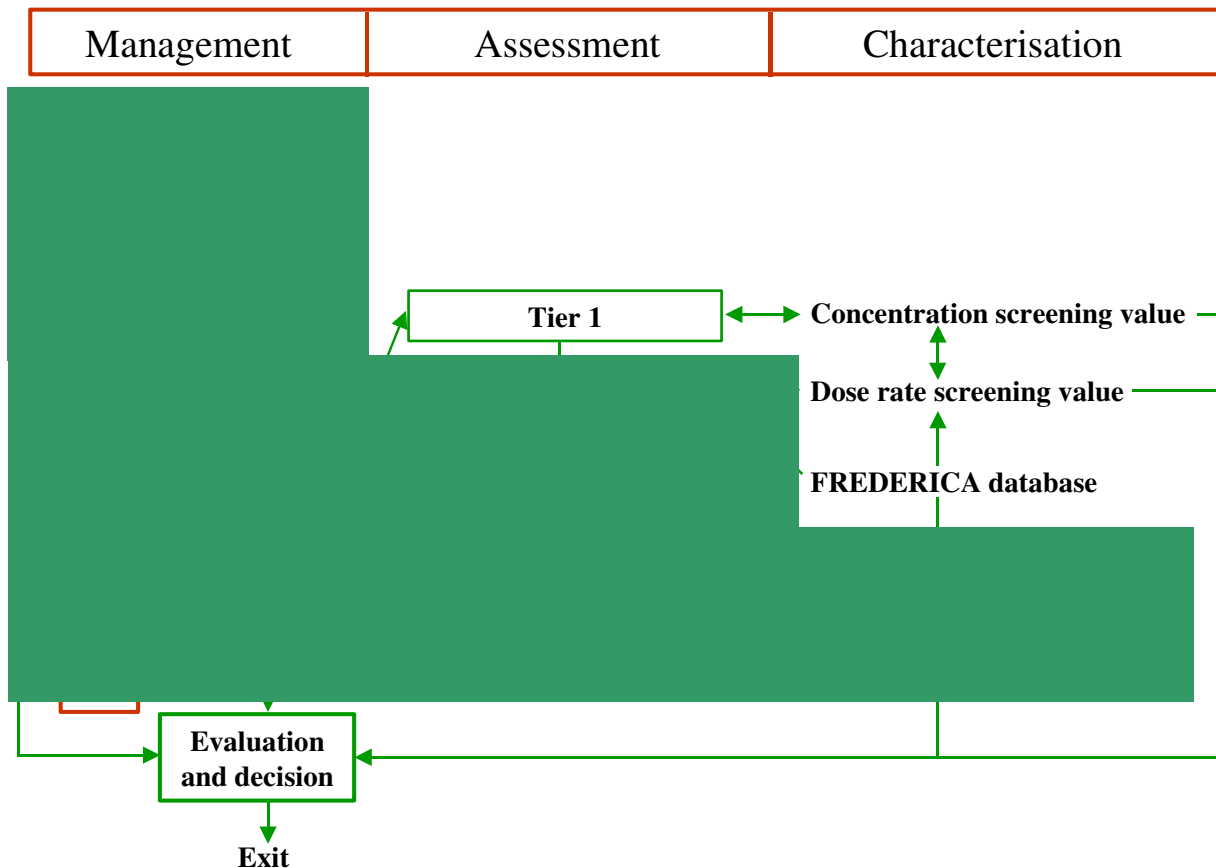 Management
Assessment
Characterisation
Tier 1
Concentration screening value
Dose rate screening value
FREDERICA database
Evaluation
and decision
Exit